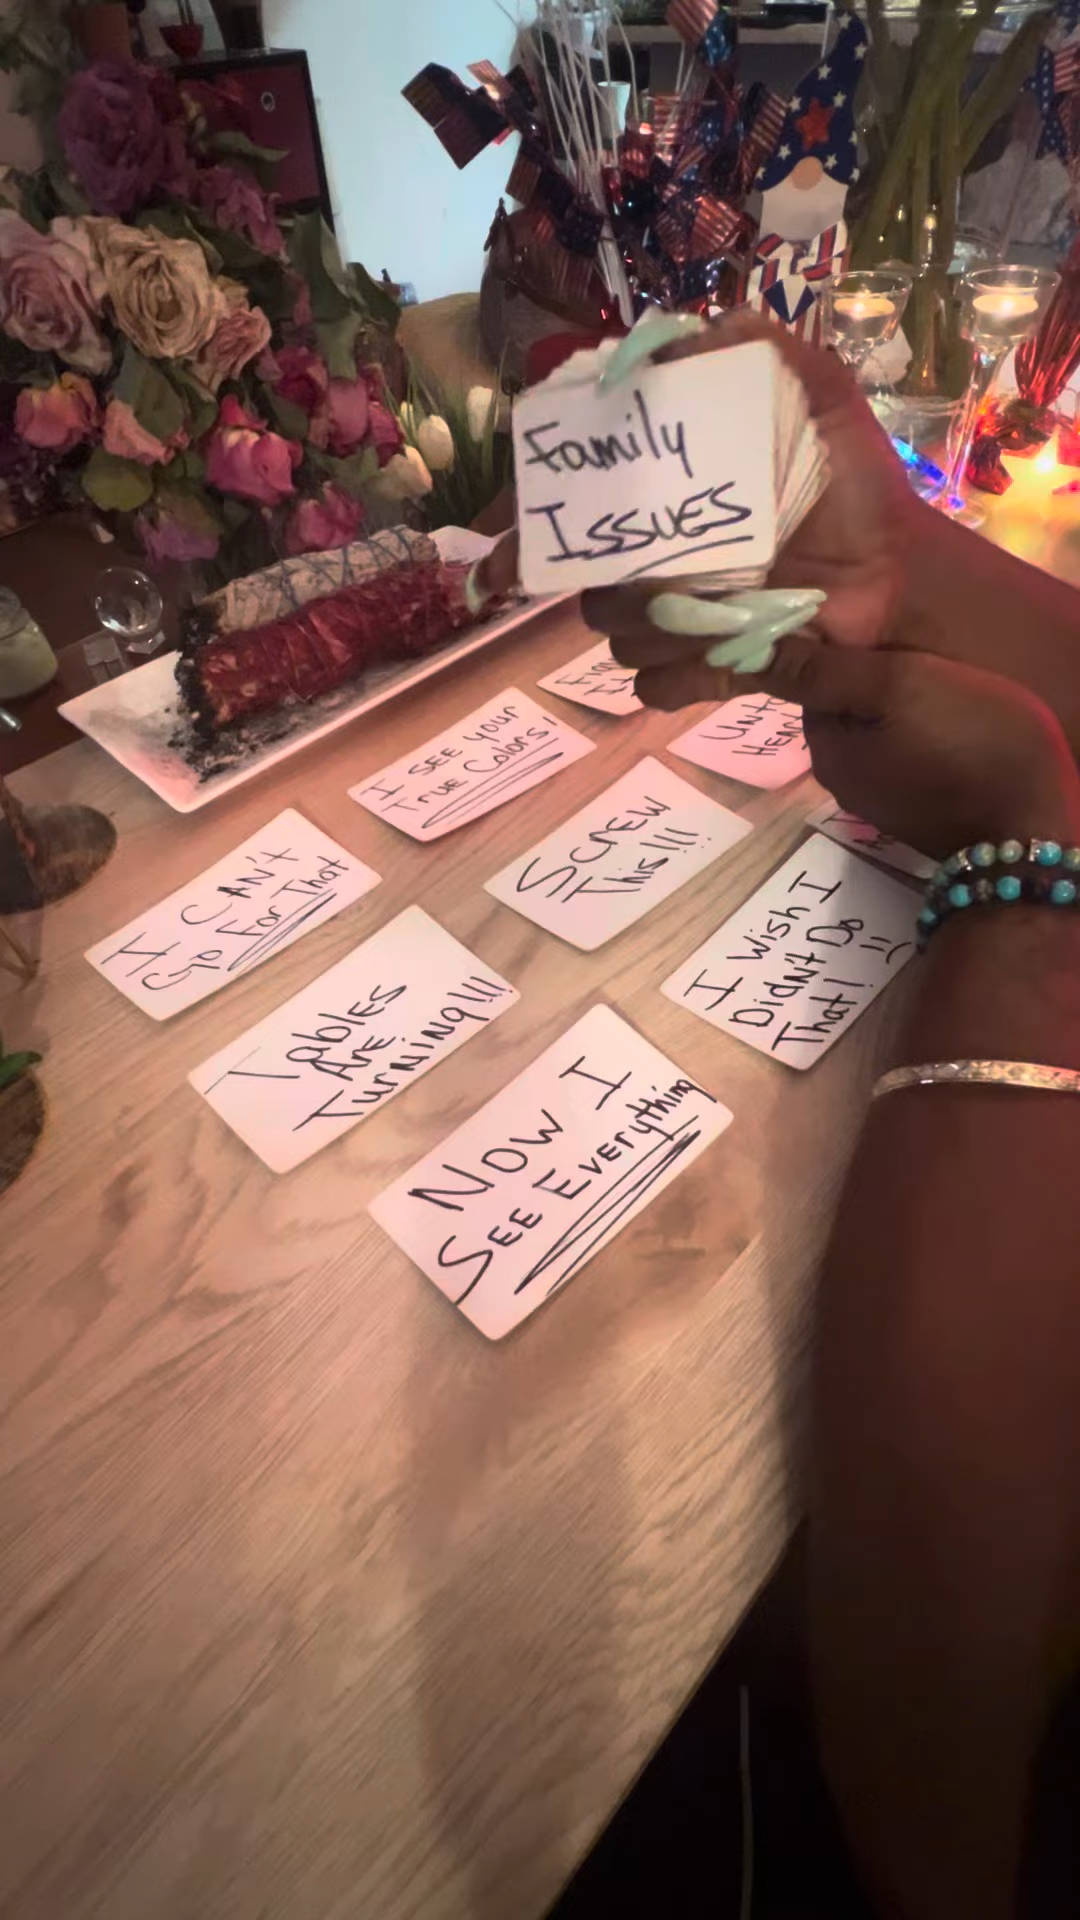 Family
ISSUES
I SEE your
True Colors!
SCREW
This!!!
I CAN'T
Go For That
I Wish I
Didn't Do
That! =(
Tables
Are
Turning!!!
NOW I
SEE Everything